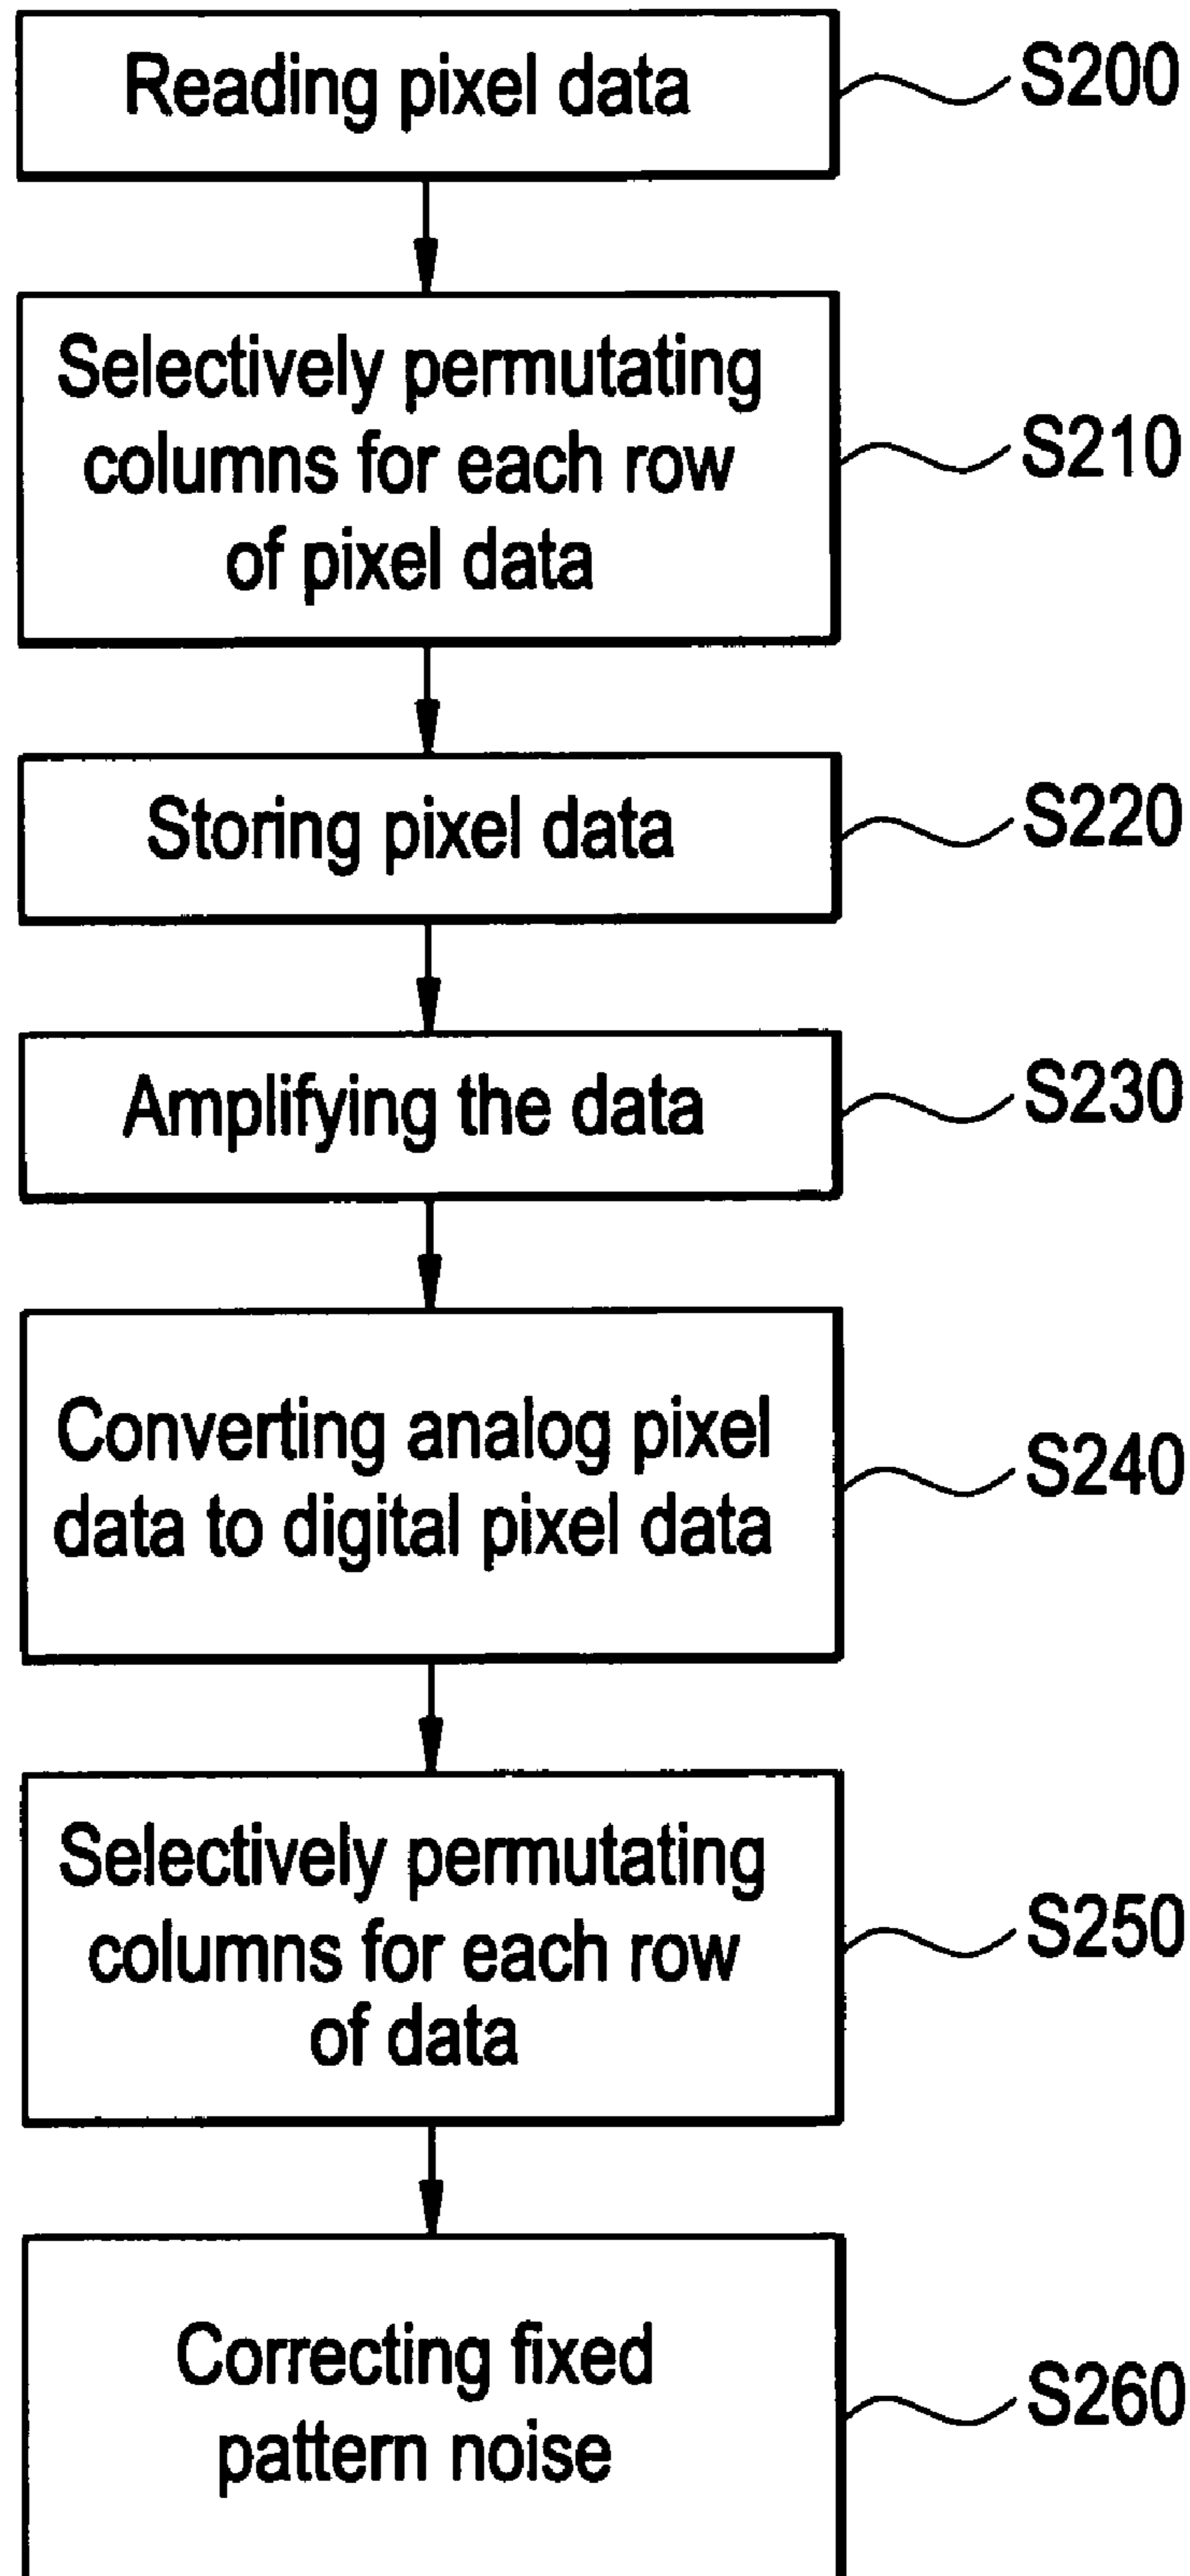 Reading pixel data
S200
Selectively permutating
columns for each row
of pixel data
S210
Storing pixel data
S220
Amplifying the data
S230
Converting analog pixel
data to digital pixel data
S240
Selectively permutating
columns for each row
of data
S250
Correcting fixed
pattern noise
S260